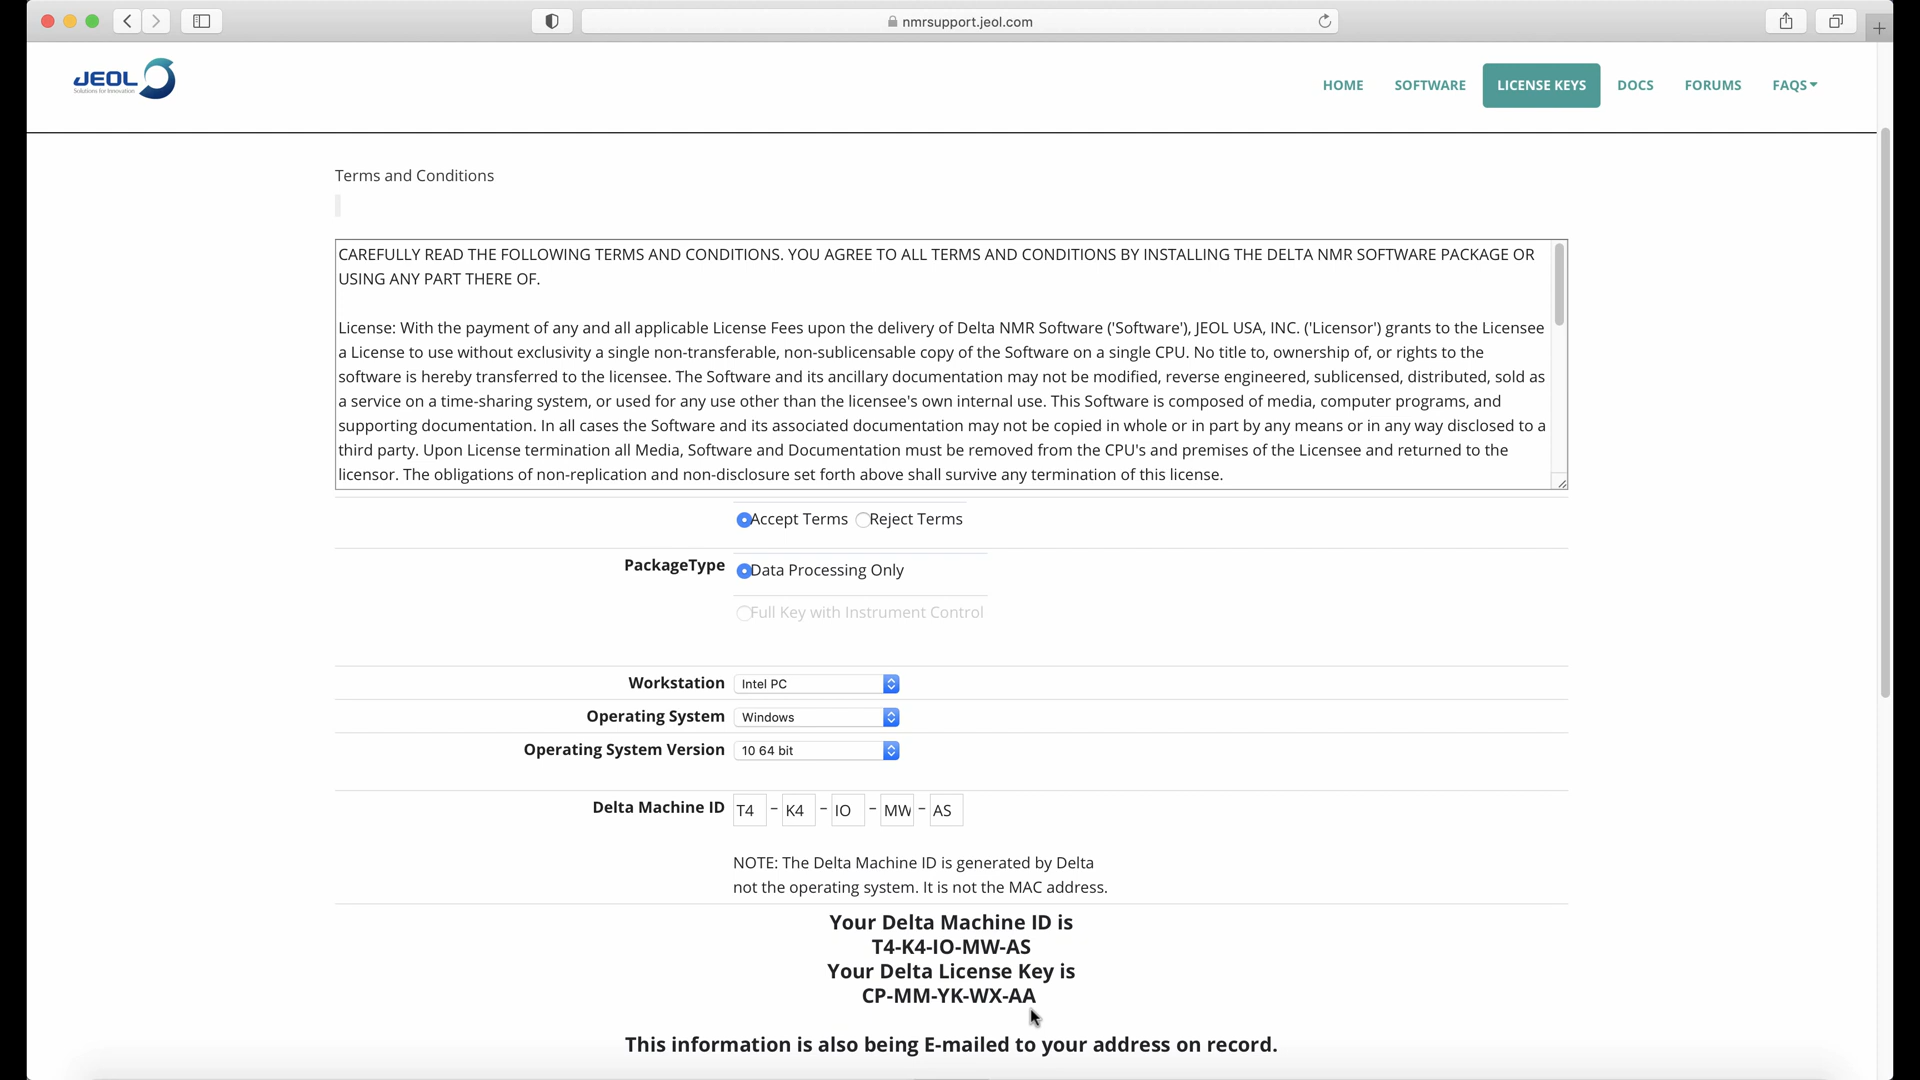 nmrsupport.jeol.com
JEOL
Solutions for Innovation
HOME SOFTWARE LICENSE KEYS DOCS FORUMS FAQS
Terms and Conditions
CAREFULLY READ THE FOLLOWING TERMS AND CONDITIONS. YOU AGREE TO ALL TERMS AND CONDITIONS BY INSTALLING THE DELTA NMR SOFTWARE PACKAGE OR
USING ANY PART THERE OF.
License: With the payment of any and all applicable License Fees upon the delivery of Delta NMR Software ('Software'), JEOL USA, INC. ('Licensor') grants to the Licensee
a License to use without exclusivity a single non-transferable, non-sublicensable copy of the Software on a single CPU. No title to, ownership of, or rights to the
software is hereby transferred to the licensee. The Software and its ancillary documentation may not be modified, reverse engineered, sublicensed, distributed, sold as
a service on a time-sharing system, or used for any use other than the licensee's own internal use. This Software is composed of media, computer programs, and
supporting documentation. In all cases the Software and its associated documentation may not be copied in whole or in part by any means or in any way disclosed to a
third party. Upon License termination all Media, Software and Documentation must be removed from the CPU's and premises of the Licensee and returned to the
licensor. The obligations of non-replication and non-disclosure set forth above shall survive any termination of this license.
Accept Terms Reject Terms
PackageType Data Processing Only
Full Key with Instrument Control
Workstation Intel PC
Operating System Windows
Operating System Version 10 64 bit
Delta Machine ID T4 - K4 - IO - MW - AS
NOTE: The Delta Machine ID is generated by Delta
not the operating system. It is not the MAC address.
Your Delta Machine ID is
T4-K4-IO-MW-AS
Your Delta License Key is
CP-MM-YK-WX-AA
This information is also being E-mailed to your address on record.